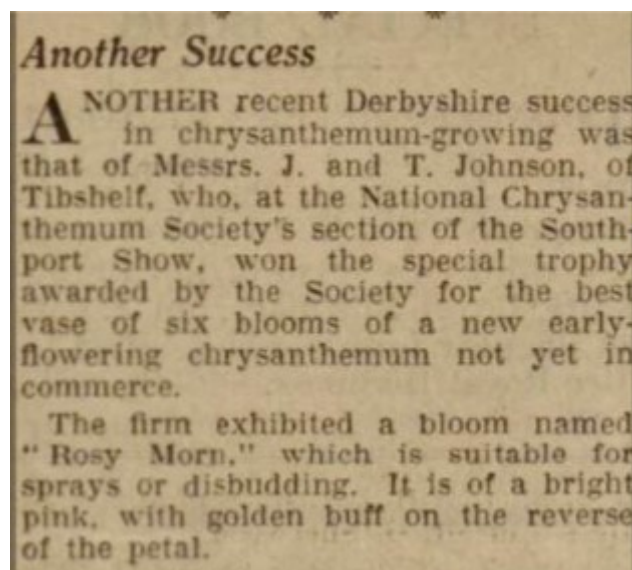 * * *
Another Success
ANOTHER recent Derbyshire success
in chrysanthemum-growing was
that of Messrs. J. and T. Johnson, of
Tibshelf, who, at the National Chrysan-
themum Society's section of the South-
port Show, won the special trophy
awarded by the Society for the best
vase of six blooms of a new early-
flowering chrysanthemum not yet in
commerce.
The firm exhibited a bloom named
"Rosy Morn," which is suitable for
sprays or disbudding. It is of a bright
pink, with golden buff on the reverse
of the petal.